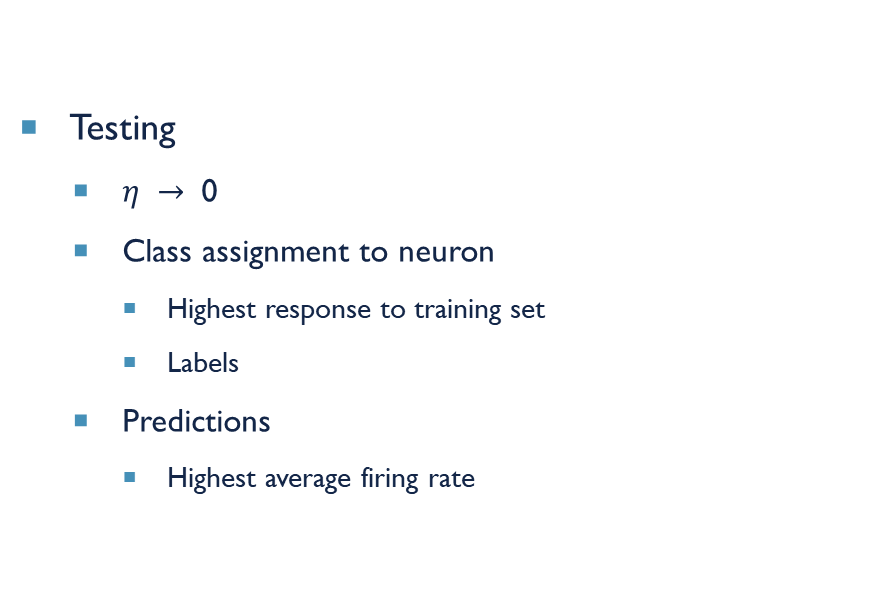 Testing
η → 0
Class assignment to neuron
Highest response to training set
Labels
Predictions
Highest average firing rate